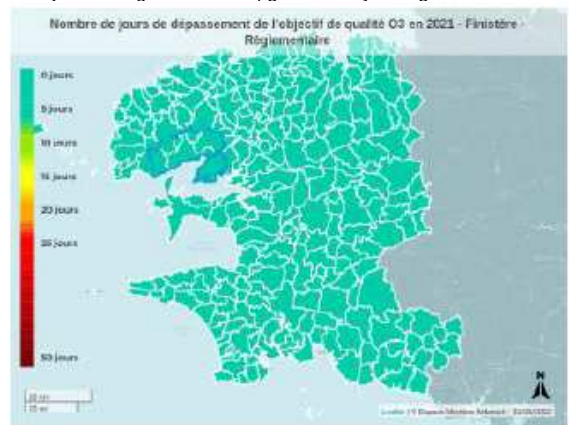 Nombre de jours de dépassement de l'objectif de qualité O3 en 2021 - Finistère -
Réglementaire
0 jours
5 jours
10 jours
15 jours
20 jours
25 jours
50 jours
N
Leaflet